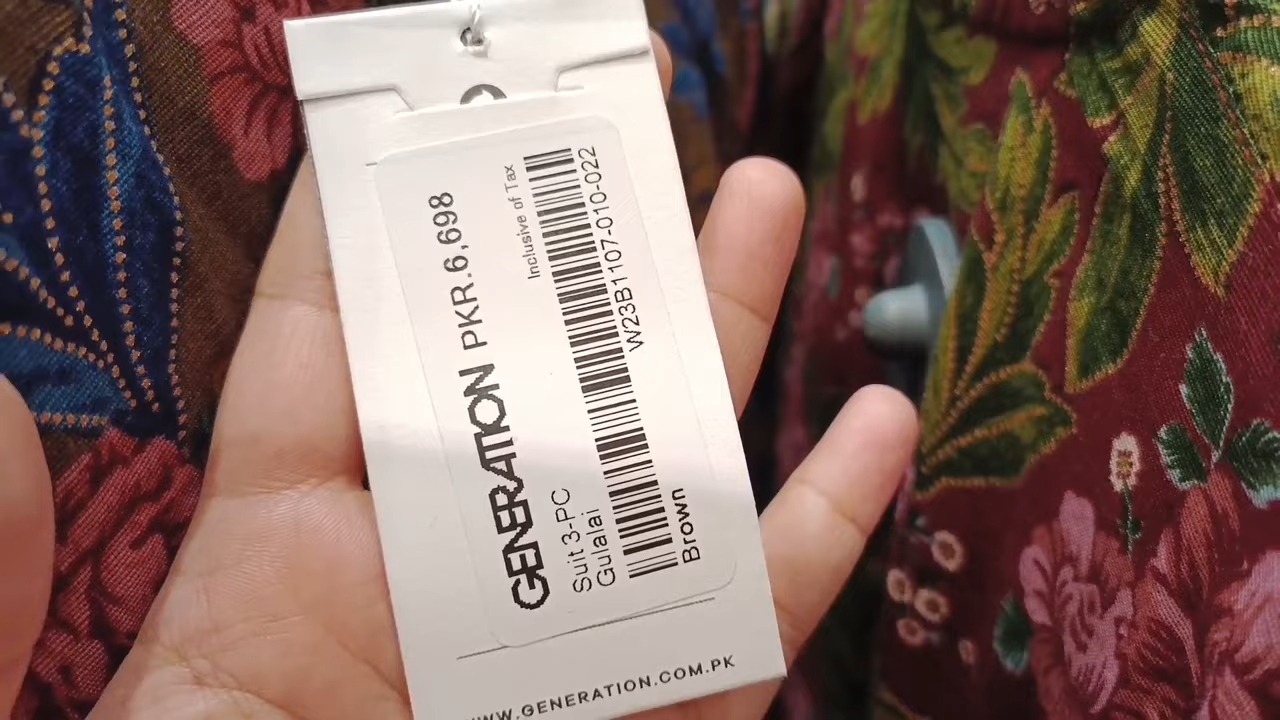 GENERATION PKR.6,698
Inclusive of Tax
Suit 3-PC
Gulalai
W23B1107-010-022
Brown
WWW.GENERATION.COM.PK